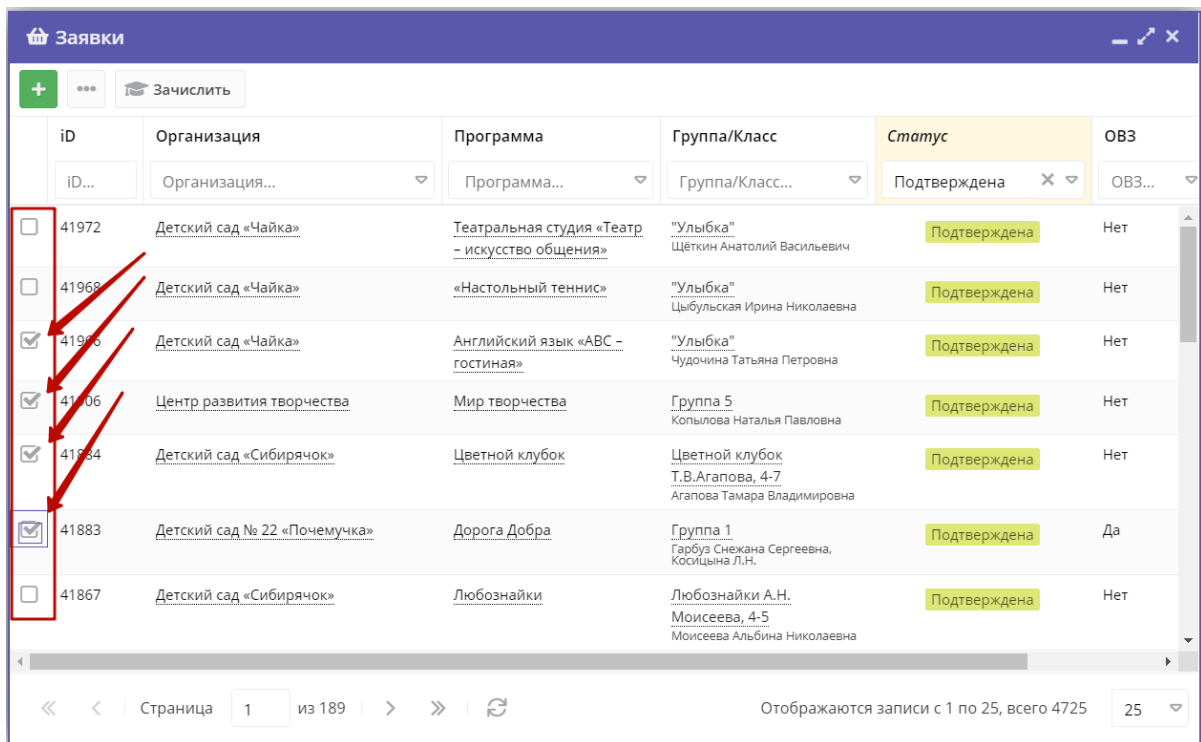 Заявки
+ ••• Зачислить
iD Организация Программа Группа/Класс Статус ОВЗ
iD... Организация... Программа... Группа/Класс... Подтверждена ОВЗ...
41972 Детский сад «Чайка» Театральная студия «Театр "Улыбка" Подтверждена Нет
– искусство общения» Щёткин Анатолий Васильевич
41968 Детский сад «Чайка» «Настольный теннис» "Улыбка" Подтверждена Нет
Цыбульская Ирина Николаевна
Детский сад «Чайка» Английский язык «АВС – "Улыбка" Подтверждена Нет
гостиная» Чудочина Татьяна Петровна
Центр развития творчества Мир творчества Группа 5 Подтверждена Нет
Копылова Наталья Павловна
Детский сад «Сибирячок» Цветной клубок Цветной клубок Подтверждена Нет
Т.В.Агапова, 4-7
Агапова Тамара Владимировна
41883 Детский сад № 22 «Почемучка» Дорога Добра Группа 1 Подтверждена Да
Гарбуз Снежана Сергеевна,
Косицына Л.Н.
41867 Детский сад «Сибирячок» Любознайки Любознайки А.Н. Подтверждена Нет
Моисеева, 4-5
Моисеева Альбина Николаевна
Страница 1 из 189 Отображаются записи с 1 по 25, всего 4725 25